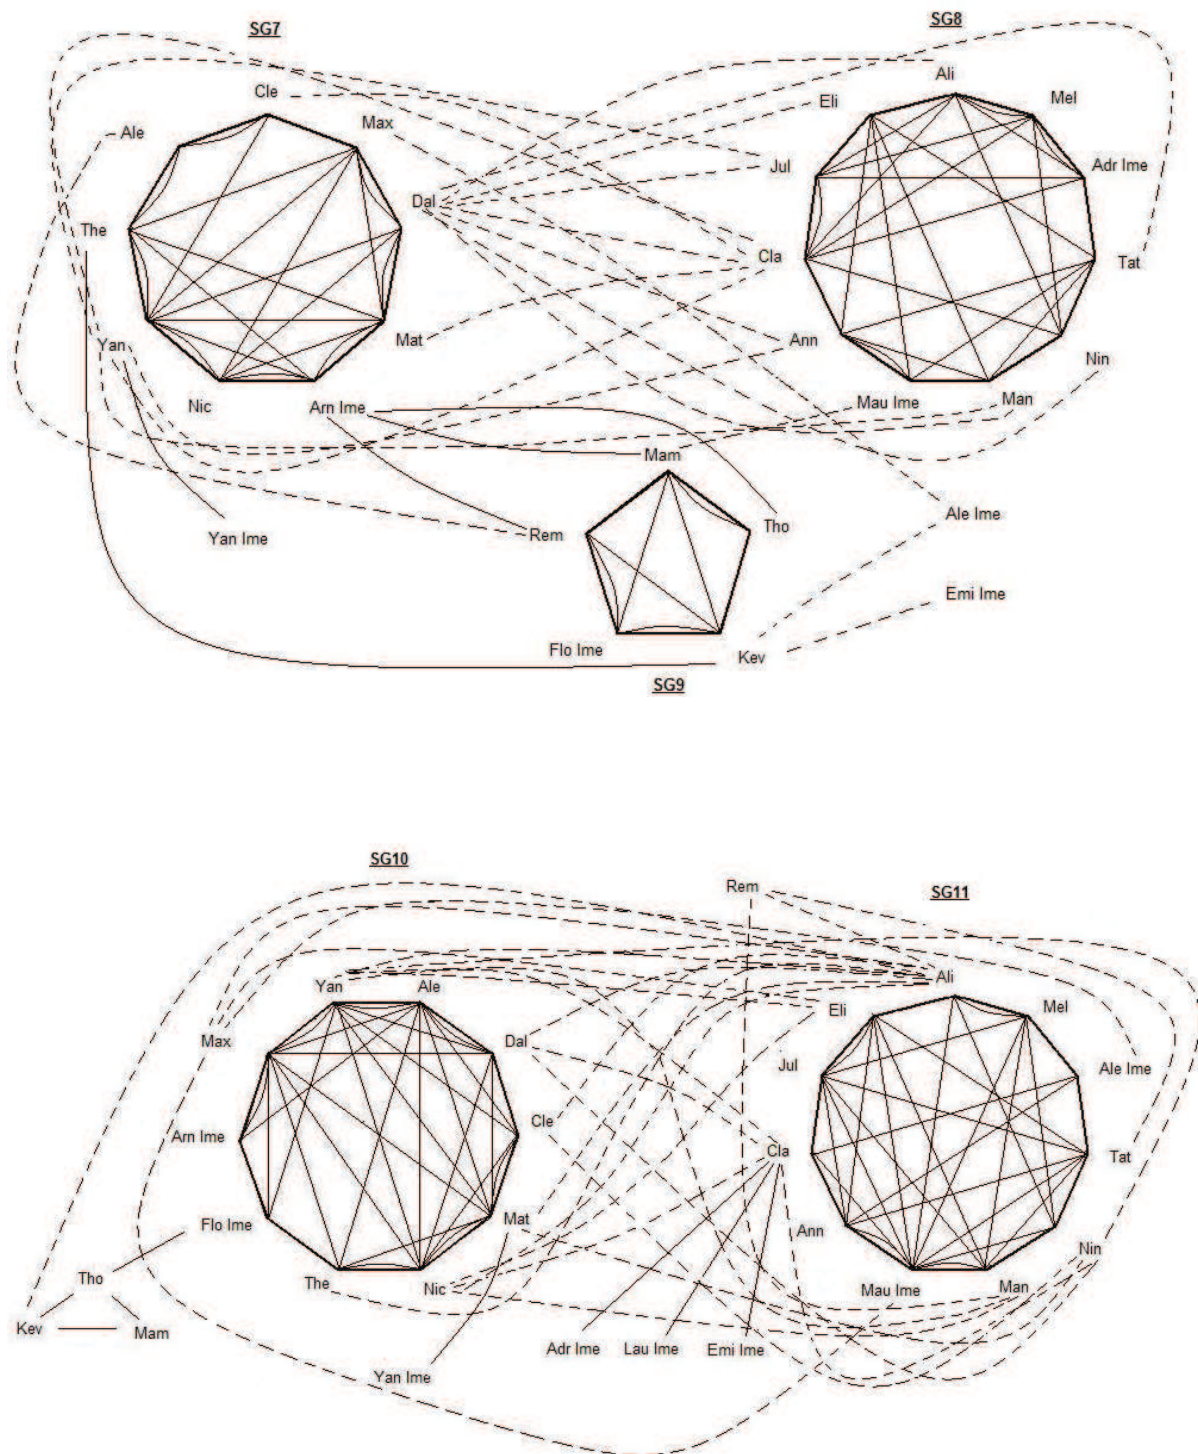 SG7
SG8
Cle
Ali
Mel
Eli
Max
Ale
Jul
Adr Ime
Dal
The
Cla
Tat
Yan
Mat
Ann
Nin
Nic
Arn Ime
Mau Ime
Man
Mam
Ale Ime
Tho
Yan Ime
Rem
Emi Ime
Flo Ime
Kev
SG9
SG10
Rem
SG11
Yan
Ale
Ali
Mel
Eli
Max
Dal
Jul
Ale Ime
Cle
Arn Ime
Cla
Tat
Mat
Flo Ime
Ann
Nin
Tho
The
Nic
Mau Ime
Man
Kev
Mam
Adr Ime
Lau Ime
Emi Ime
Yan Ime